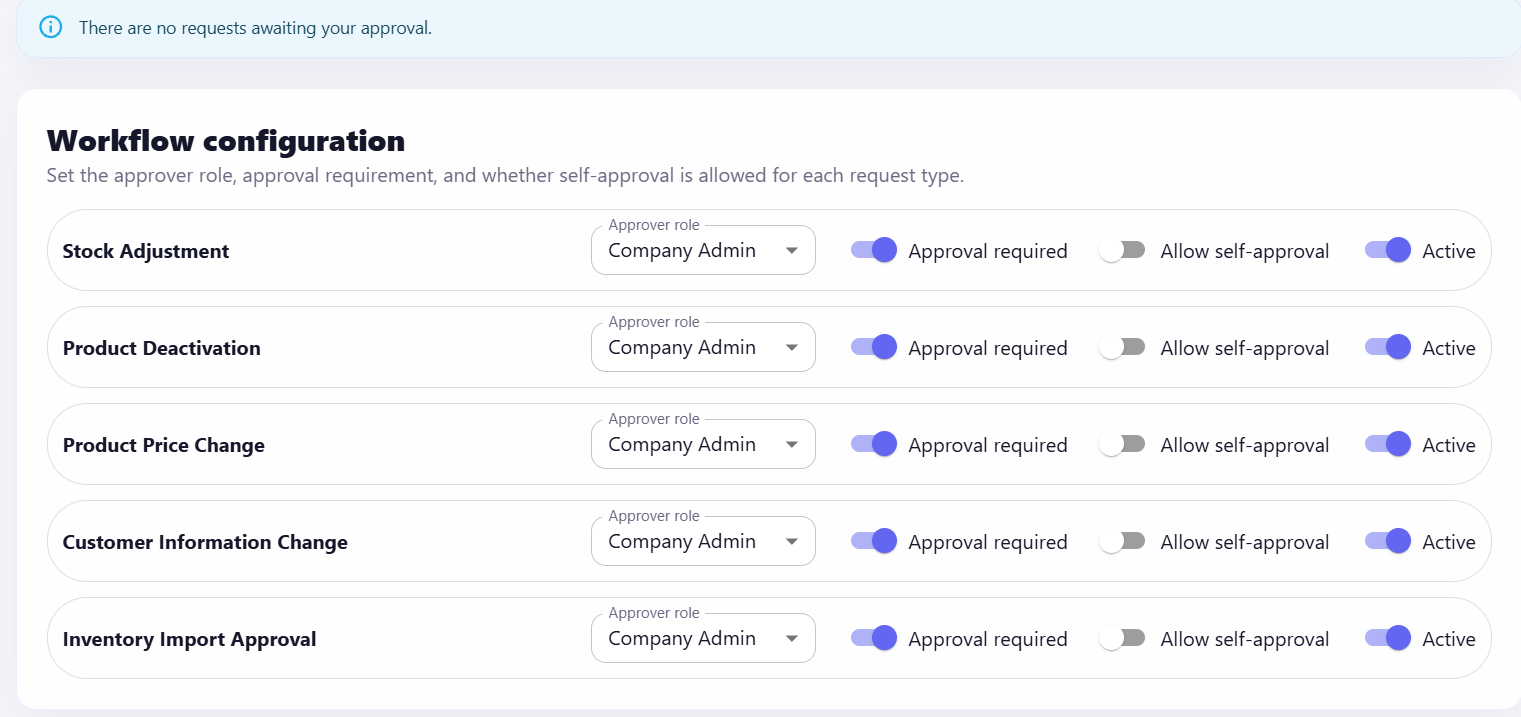 There are no requests awaiting your approval.
Workflow configuration
Set the approver role, approval requirement, and whether self-approval is allowed for each request type.
Approver role
Stock Adjustment Company Admin Approval required Allow self-approval Active
Approver role
Product Deactivation Company Admin Approval required Allow self-approval Active
Approver role
Product Price Change Company Admin Approval required Allow self-approval Active
Approver role
Customer Information Change Company Admin Approval required Allow self-approval Active
Approver role
Inventory Import Approval Company Admin Approval required Allow self-approval Active